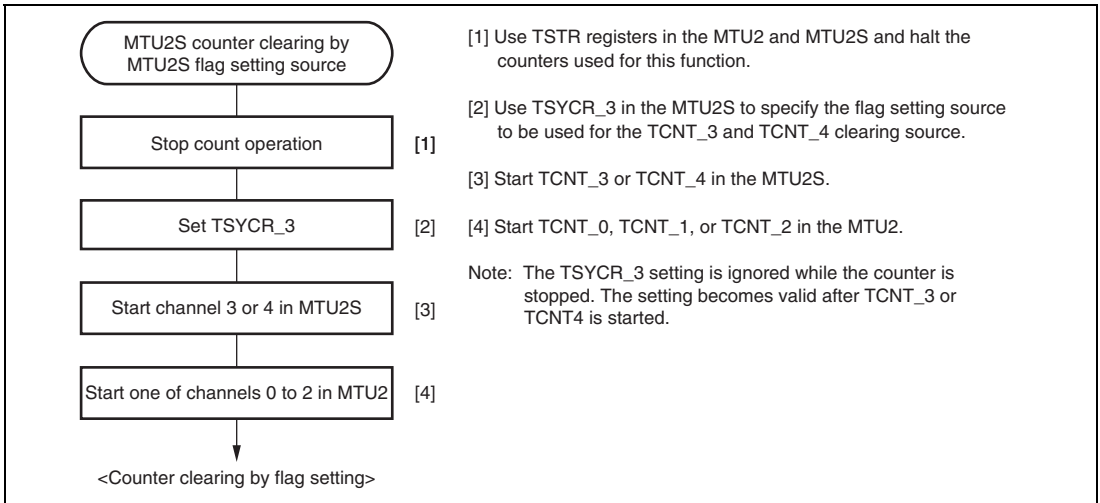 MTU2S counter clearing by
MTU2S flag setting source
Stop count operation
[1]
Set TSYCR_3
[2]
Start channel 3 or 4 in MTU2S
[3]
Start one of channels 0 to 2 in MTU2
[4]
<Counter clearing by flag setting>
[1] Use TSTR registers in the MTU2 and MTU2S and halt the
counters used for this function.
[2] Use TSYCR_3 in the MTU2S to specify the flag setting source
to be used for the TCNT_3 and TCNT_4 clearing source.
[3] Start TCNT_3 or TCNT_4 in the MTU2S.
[4] Start TCNT_0, TCNT_1, or TCNT_2 in the MTU2.
Note: The TSYCR_3 setting is ignored while the counter is
stopped. The setting becomes valid after TCNT_3 or
TCNT4 is started.